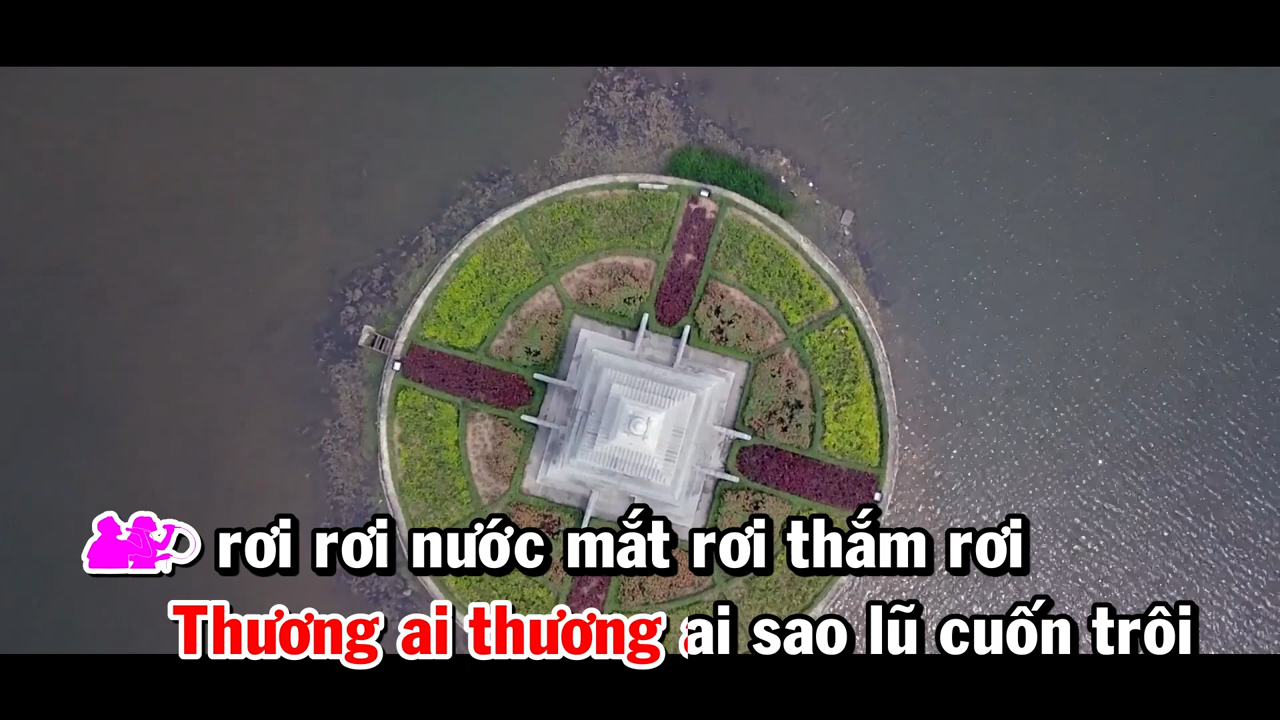 rơi rơi nước mắt rơi thắm rơi
Thương ai thương ai sao lũ cuốn trôi